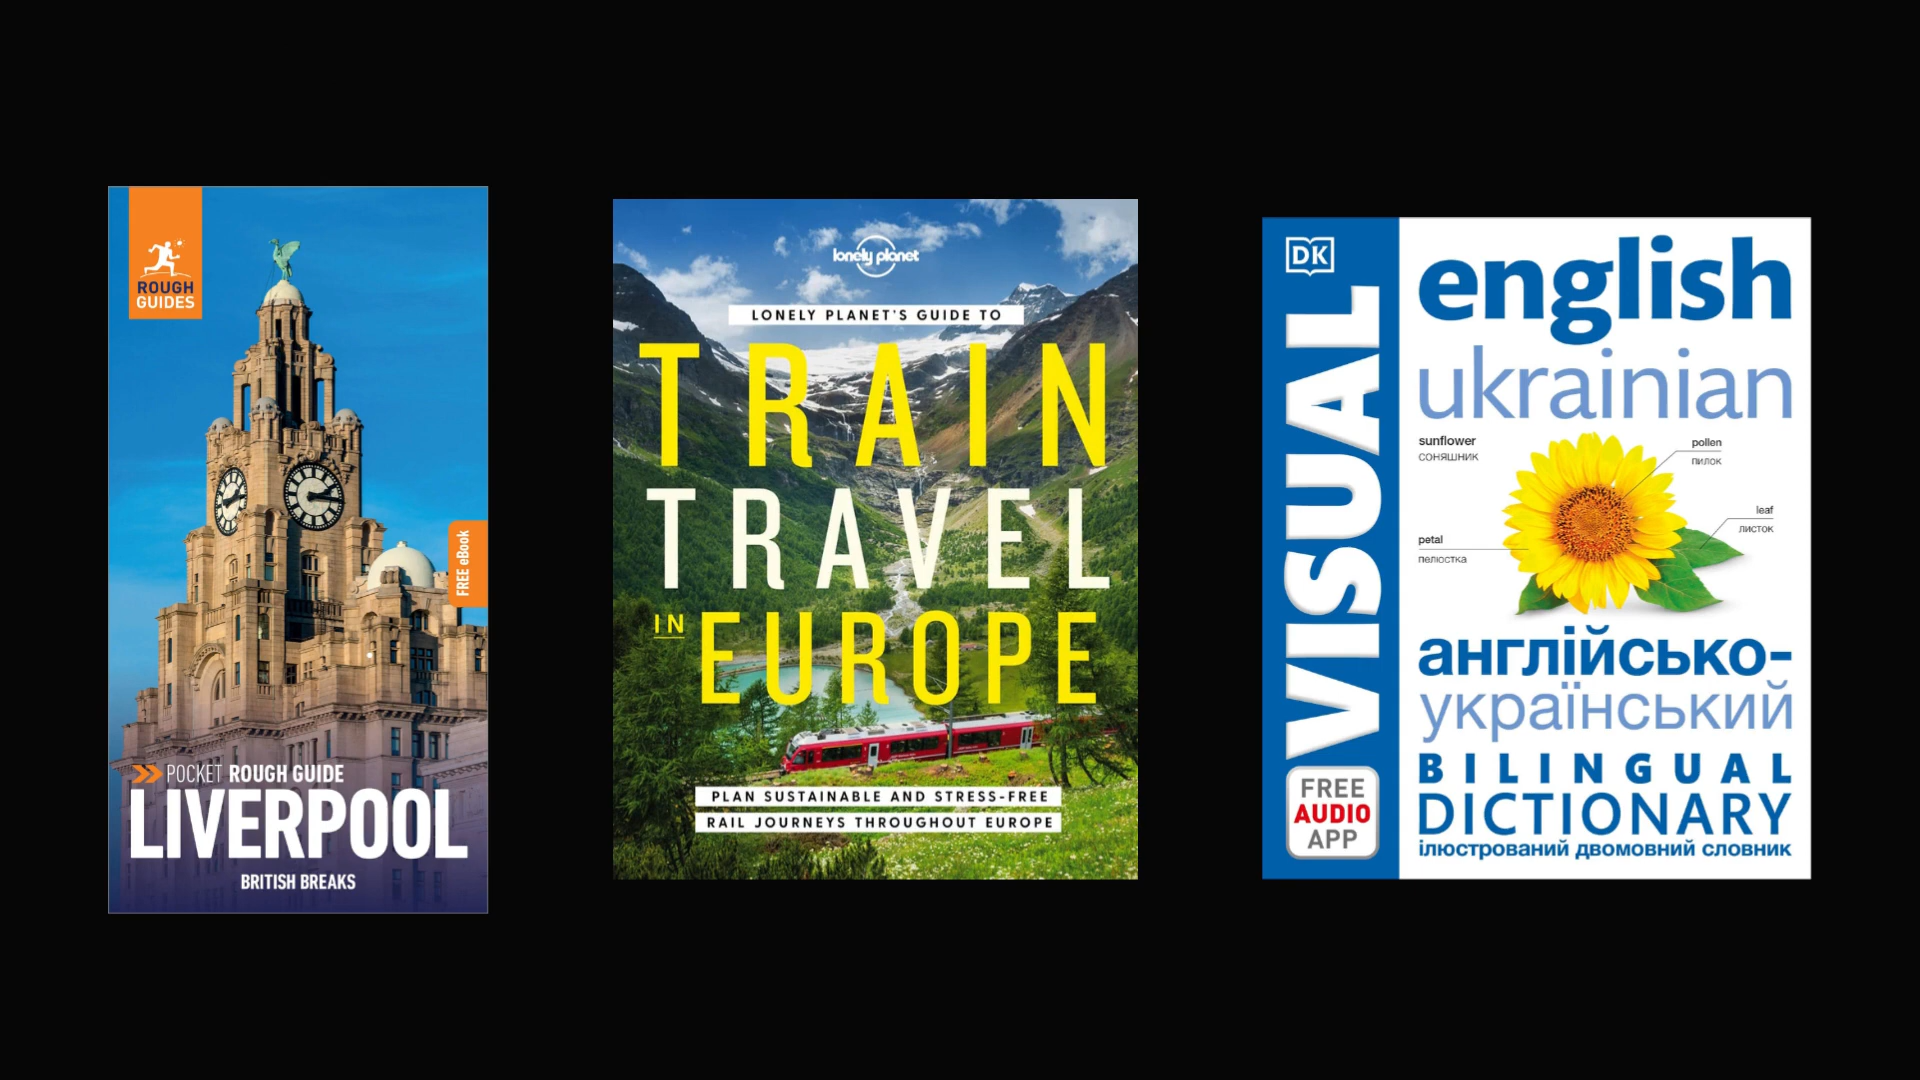 ROUGH
GUIDES
FREE eBook
POCKET ROUGH GUIDE
LIVERPOOL
BRITISH BREAKS
lonely planet
LONELY PLANET'S GUIDE TO
TRAIN
TRAVEL
IN EUROPE
PLAN SUSTAINABLE AND STRESS-FREE
RAIL JOURNEYS THROUGHOUT EUROPE
DK
VISUAL
FREE
AUDIO
APP
english
ukrainian
sunflower
соняшник
pollen
пилок
leaf
листок
petal
пелюстка
англійсько-
український
BILINGUAL
DICTIONARY
ілюстрований двомовний словник